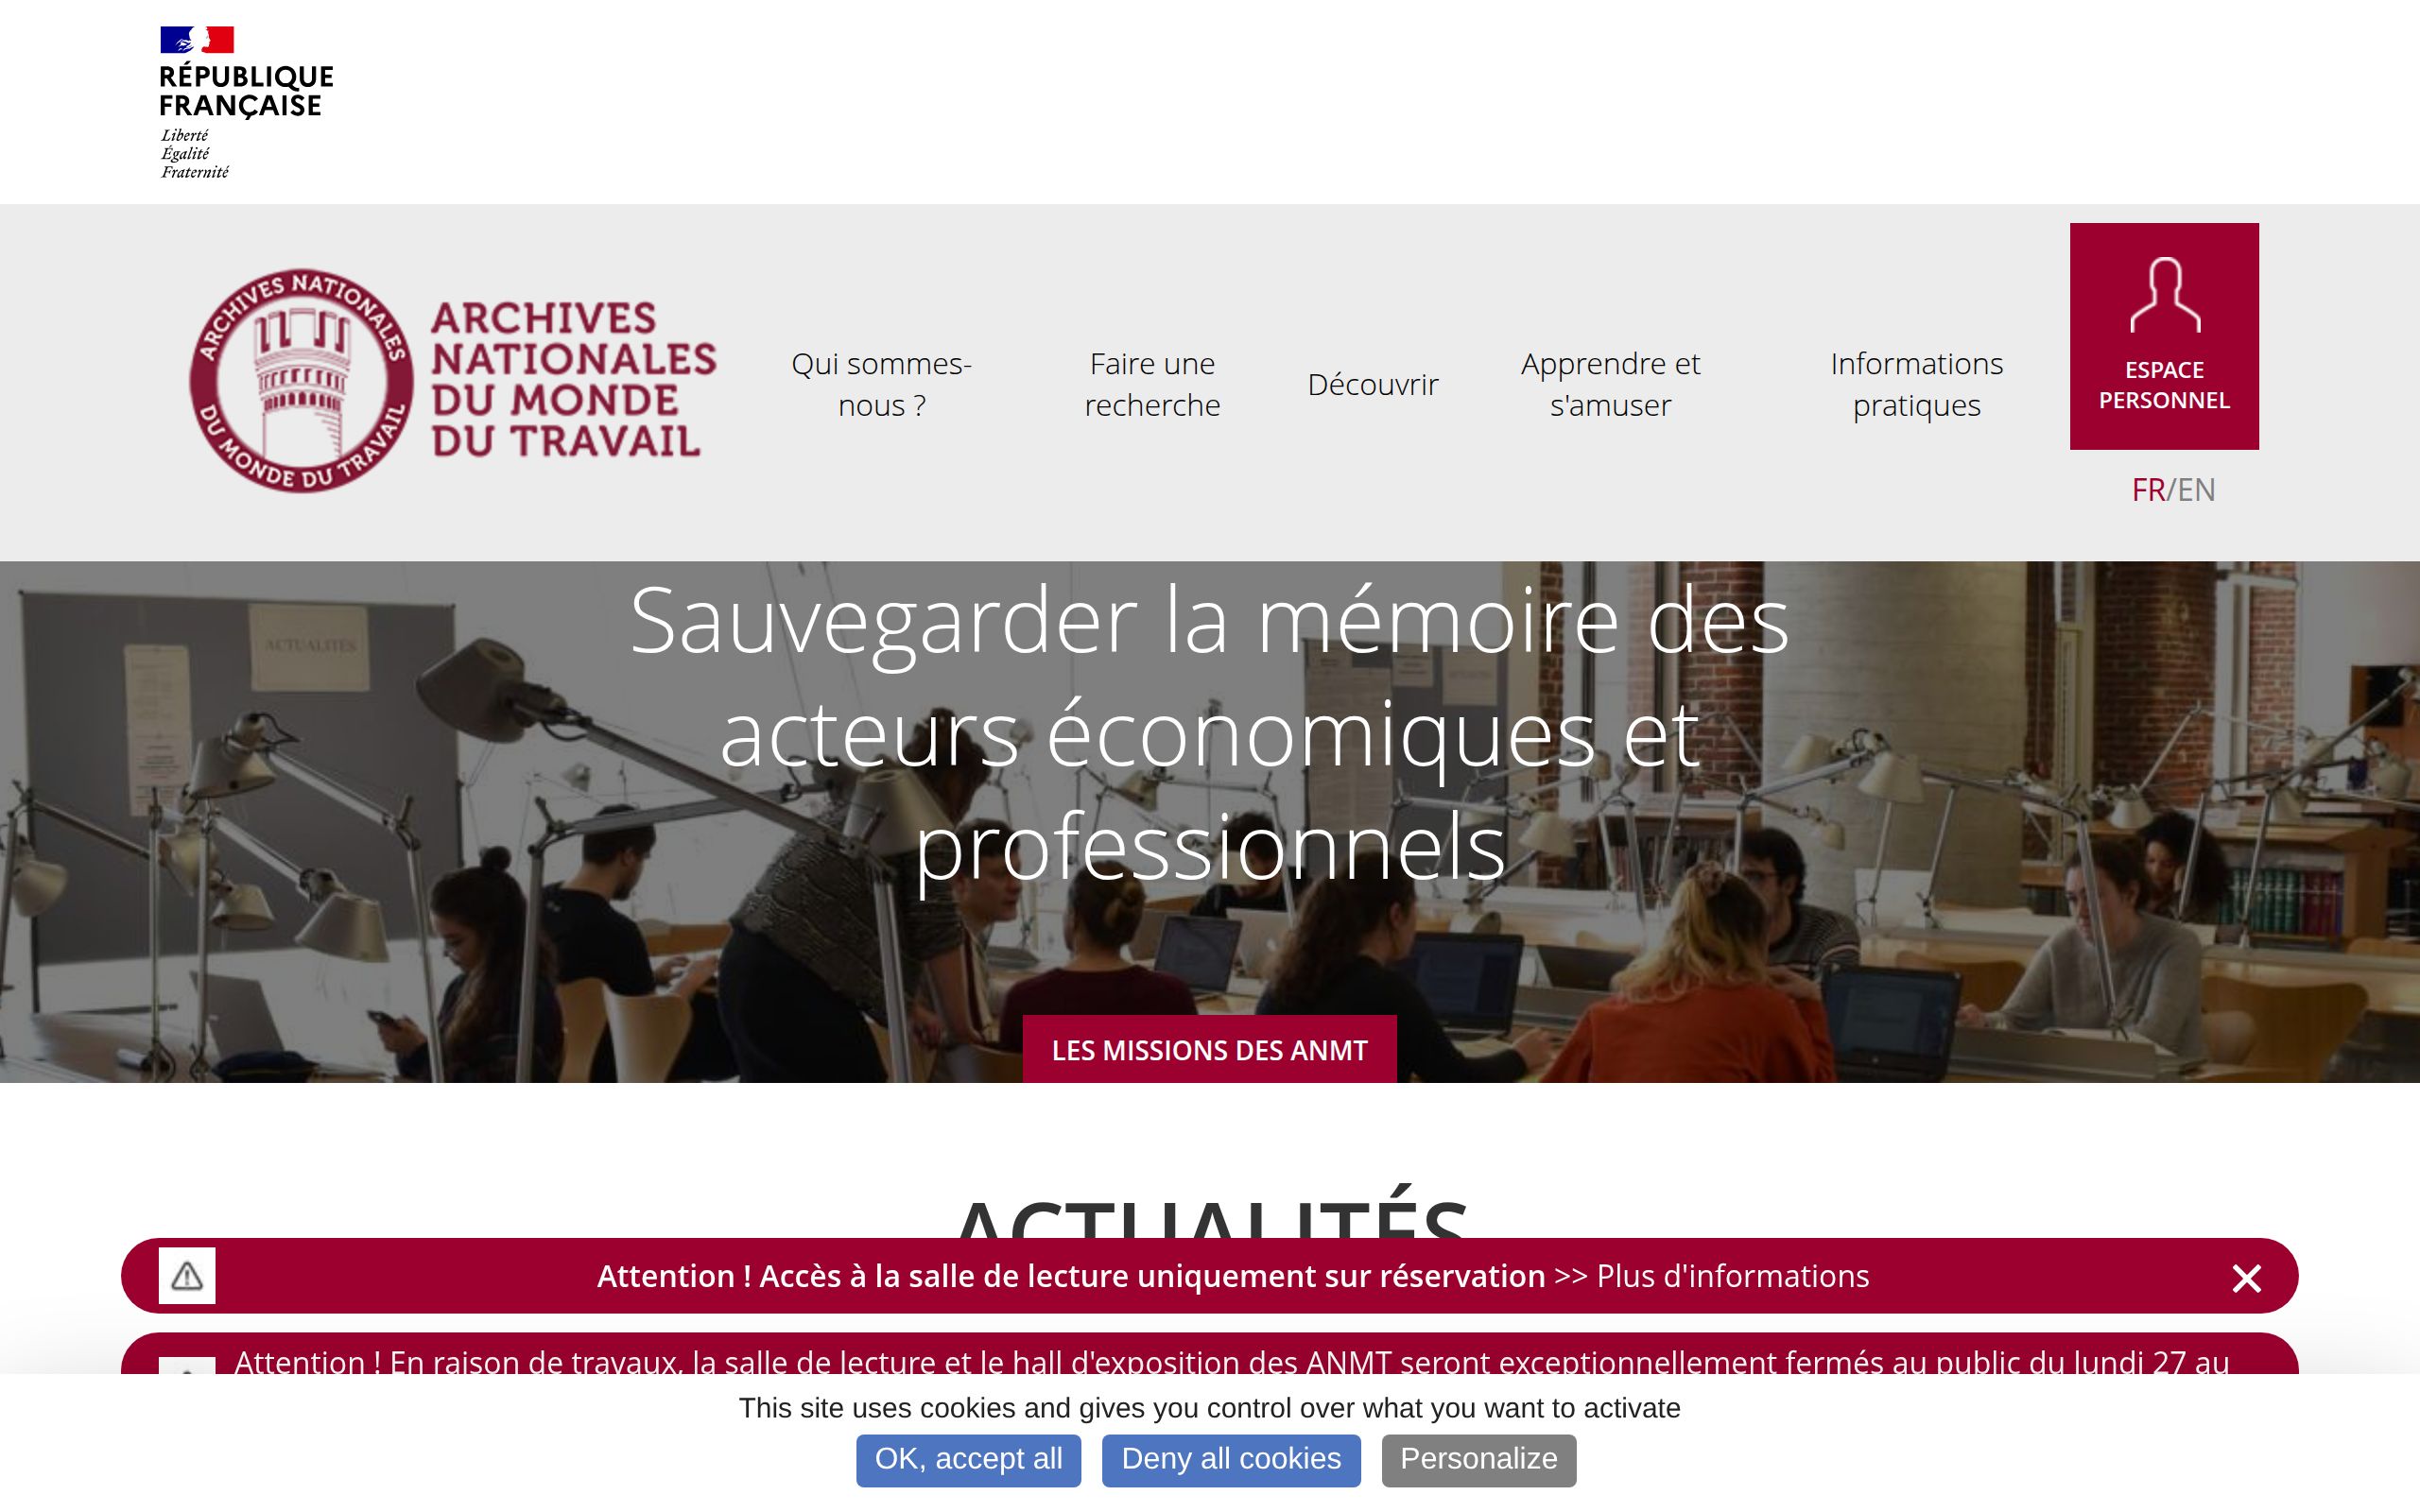 RÉPUBLIQUE
FRANÇAISE
Liberté
Égalité
Fraternité
ARCHIVES NATIONALES
DU MONDE DU TRAVAIL
ARCHIVES
NATIONALES
DU MONDE
DU TRAVAIL
Qui sommes-
nous ?
Faire une
recherche
Découvrir
Apprendre et
s'amuser
Informations
pratiques
ESPACE
PERSONNEL
FR/EN
ACTUALITÉS
Sauvegarder la mémoire des
acteurs économiques et
professionnels
LES MISSIONS DES ANMT
ACTUALITÉS
Attention ! Accès à la salle de lecture uniquement sur réservation >> Plus d'informations
Attention ! En raison de travaux, la salle de lecture et le hall d'exposition des ANMT seront exceptionnellement fermés au public du lundi 27 au
This site uses cookies and gives you control over what you want to activate
OK, accept all
Deny all cookies
Personalize